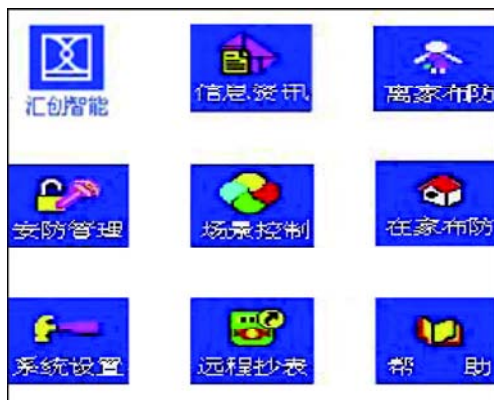 汇创智能
信息资讯
离家布防
安防管理
场景控制
在家布防
系统设置
远程抄表
帮 助